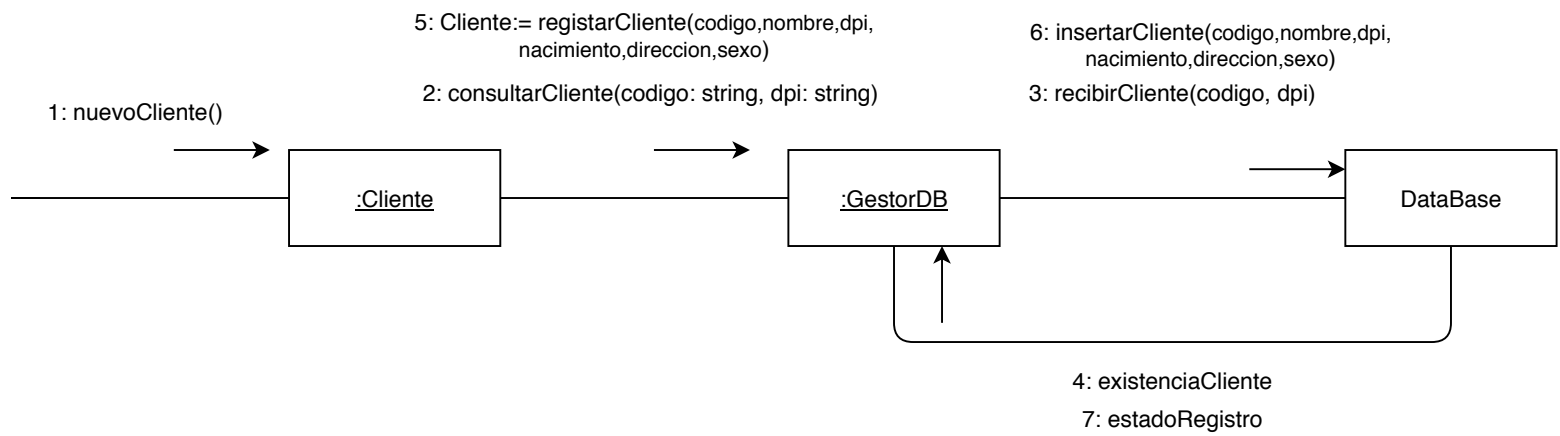 5: Cliente:= registarCliente(codigo,nombre,dpi,
nacimiento,direccion,sexo)
6: insertarCliente(codigo,nombre,dpi,
nacimiento,direccion,sexo)
2: consultarCliente(codigo: string, dpi: string)
3: recibirCliente(codigo, dpi)
1: nuevoCliente()
:Cliente
:GestorDB
DataBase
4: existenciaCliente
7: estadoRegistro